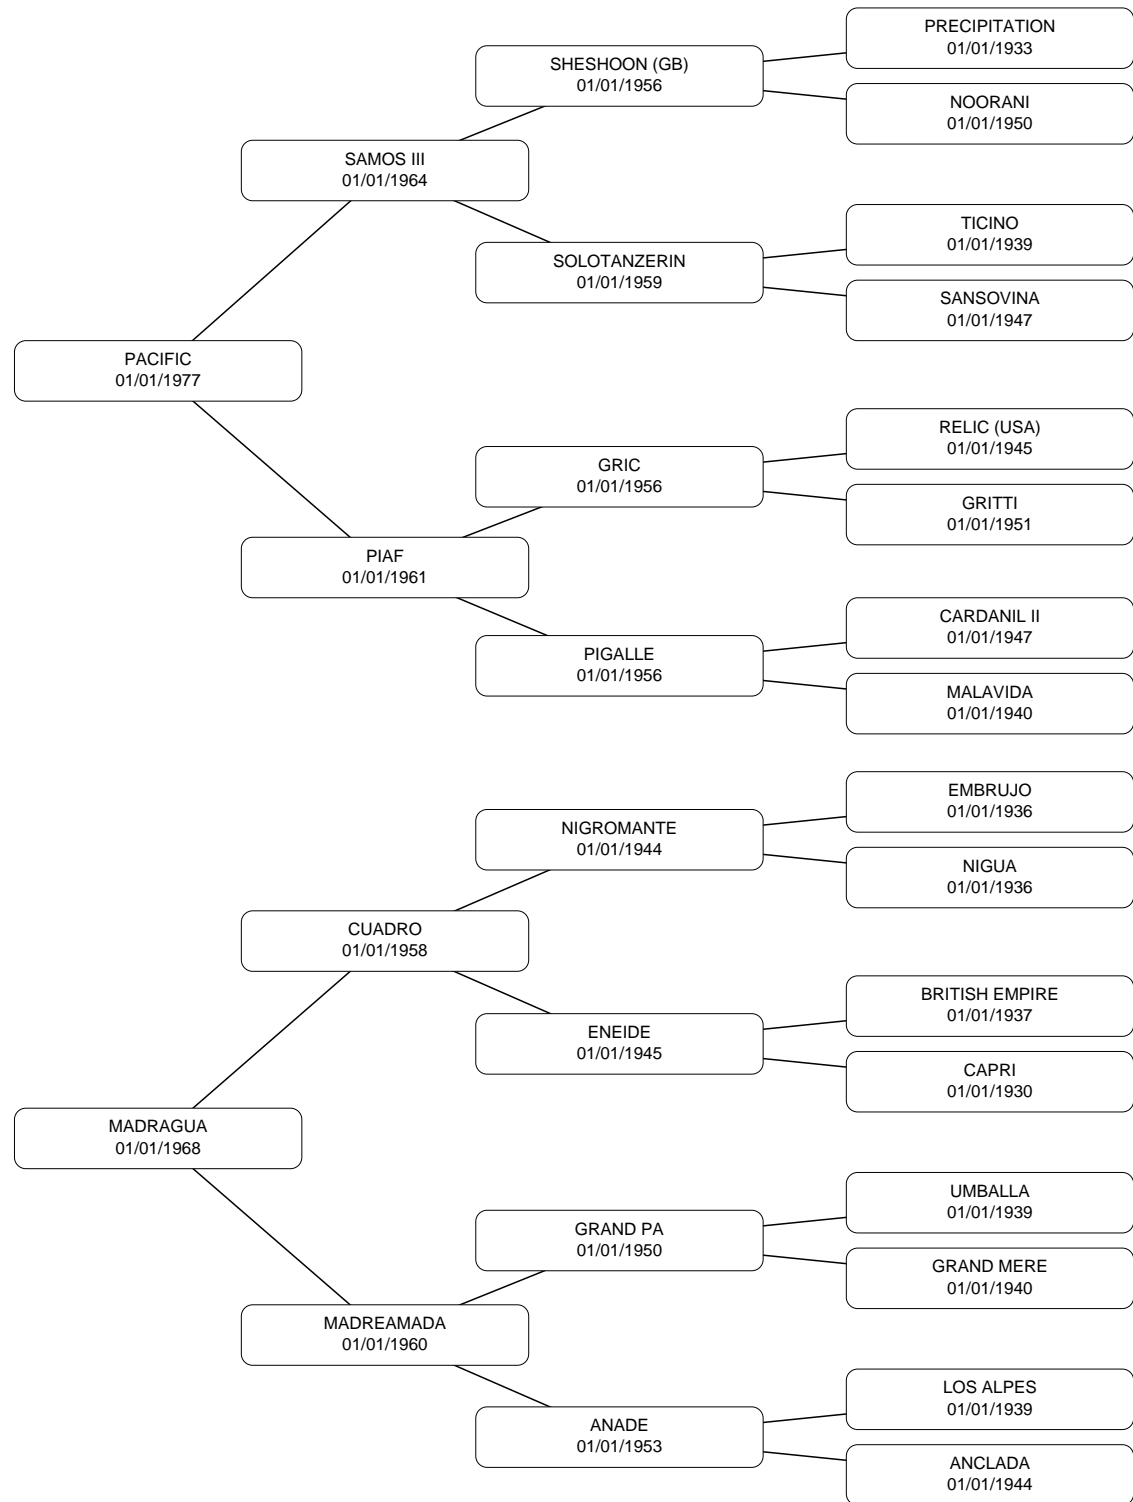 PRECIPITATION
01/01/1933
SHESHOON (GB)
01/01/1956
NOORANI
01/01/1950
SAMOS III
01/01/1964
TICINO
01/01/1939
SOLOTANZERIN
01/01/1959
SANSOVINA
01/01/1947
PACIFIC
01/01/1977
RELIC (USA)
01/01/1945
GRIC
01/01/1956
GRITTI
01/01/1951
PIAF
01/01/1961
CARDANIL II
01/01/1947
PIGALLE
01/01/1956
MALAVIDA
01/01/1940
EMBRUJO
01/01/1936
NIGROMANTE
01/01/1944
NIGUA
01/01/1936
CUADRO
01/01/1958
BRITISH EMPIRE
01/01/1937
ENEIDE
01/01/1945
CAPRI
01/01/1930
MADRAGUA
01/01/1968
UMBALLA
01/01/1939
GRAND PA
01/01/1950
GRAND MERE
01/01/1940
MADREAMADA
01/01/1960
LOS ALPES
01/01/1939
ANADE
01/01/1953
ANCLADA
01/01/1944